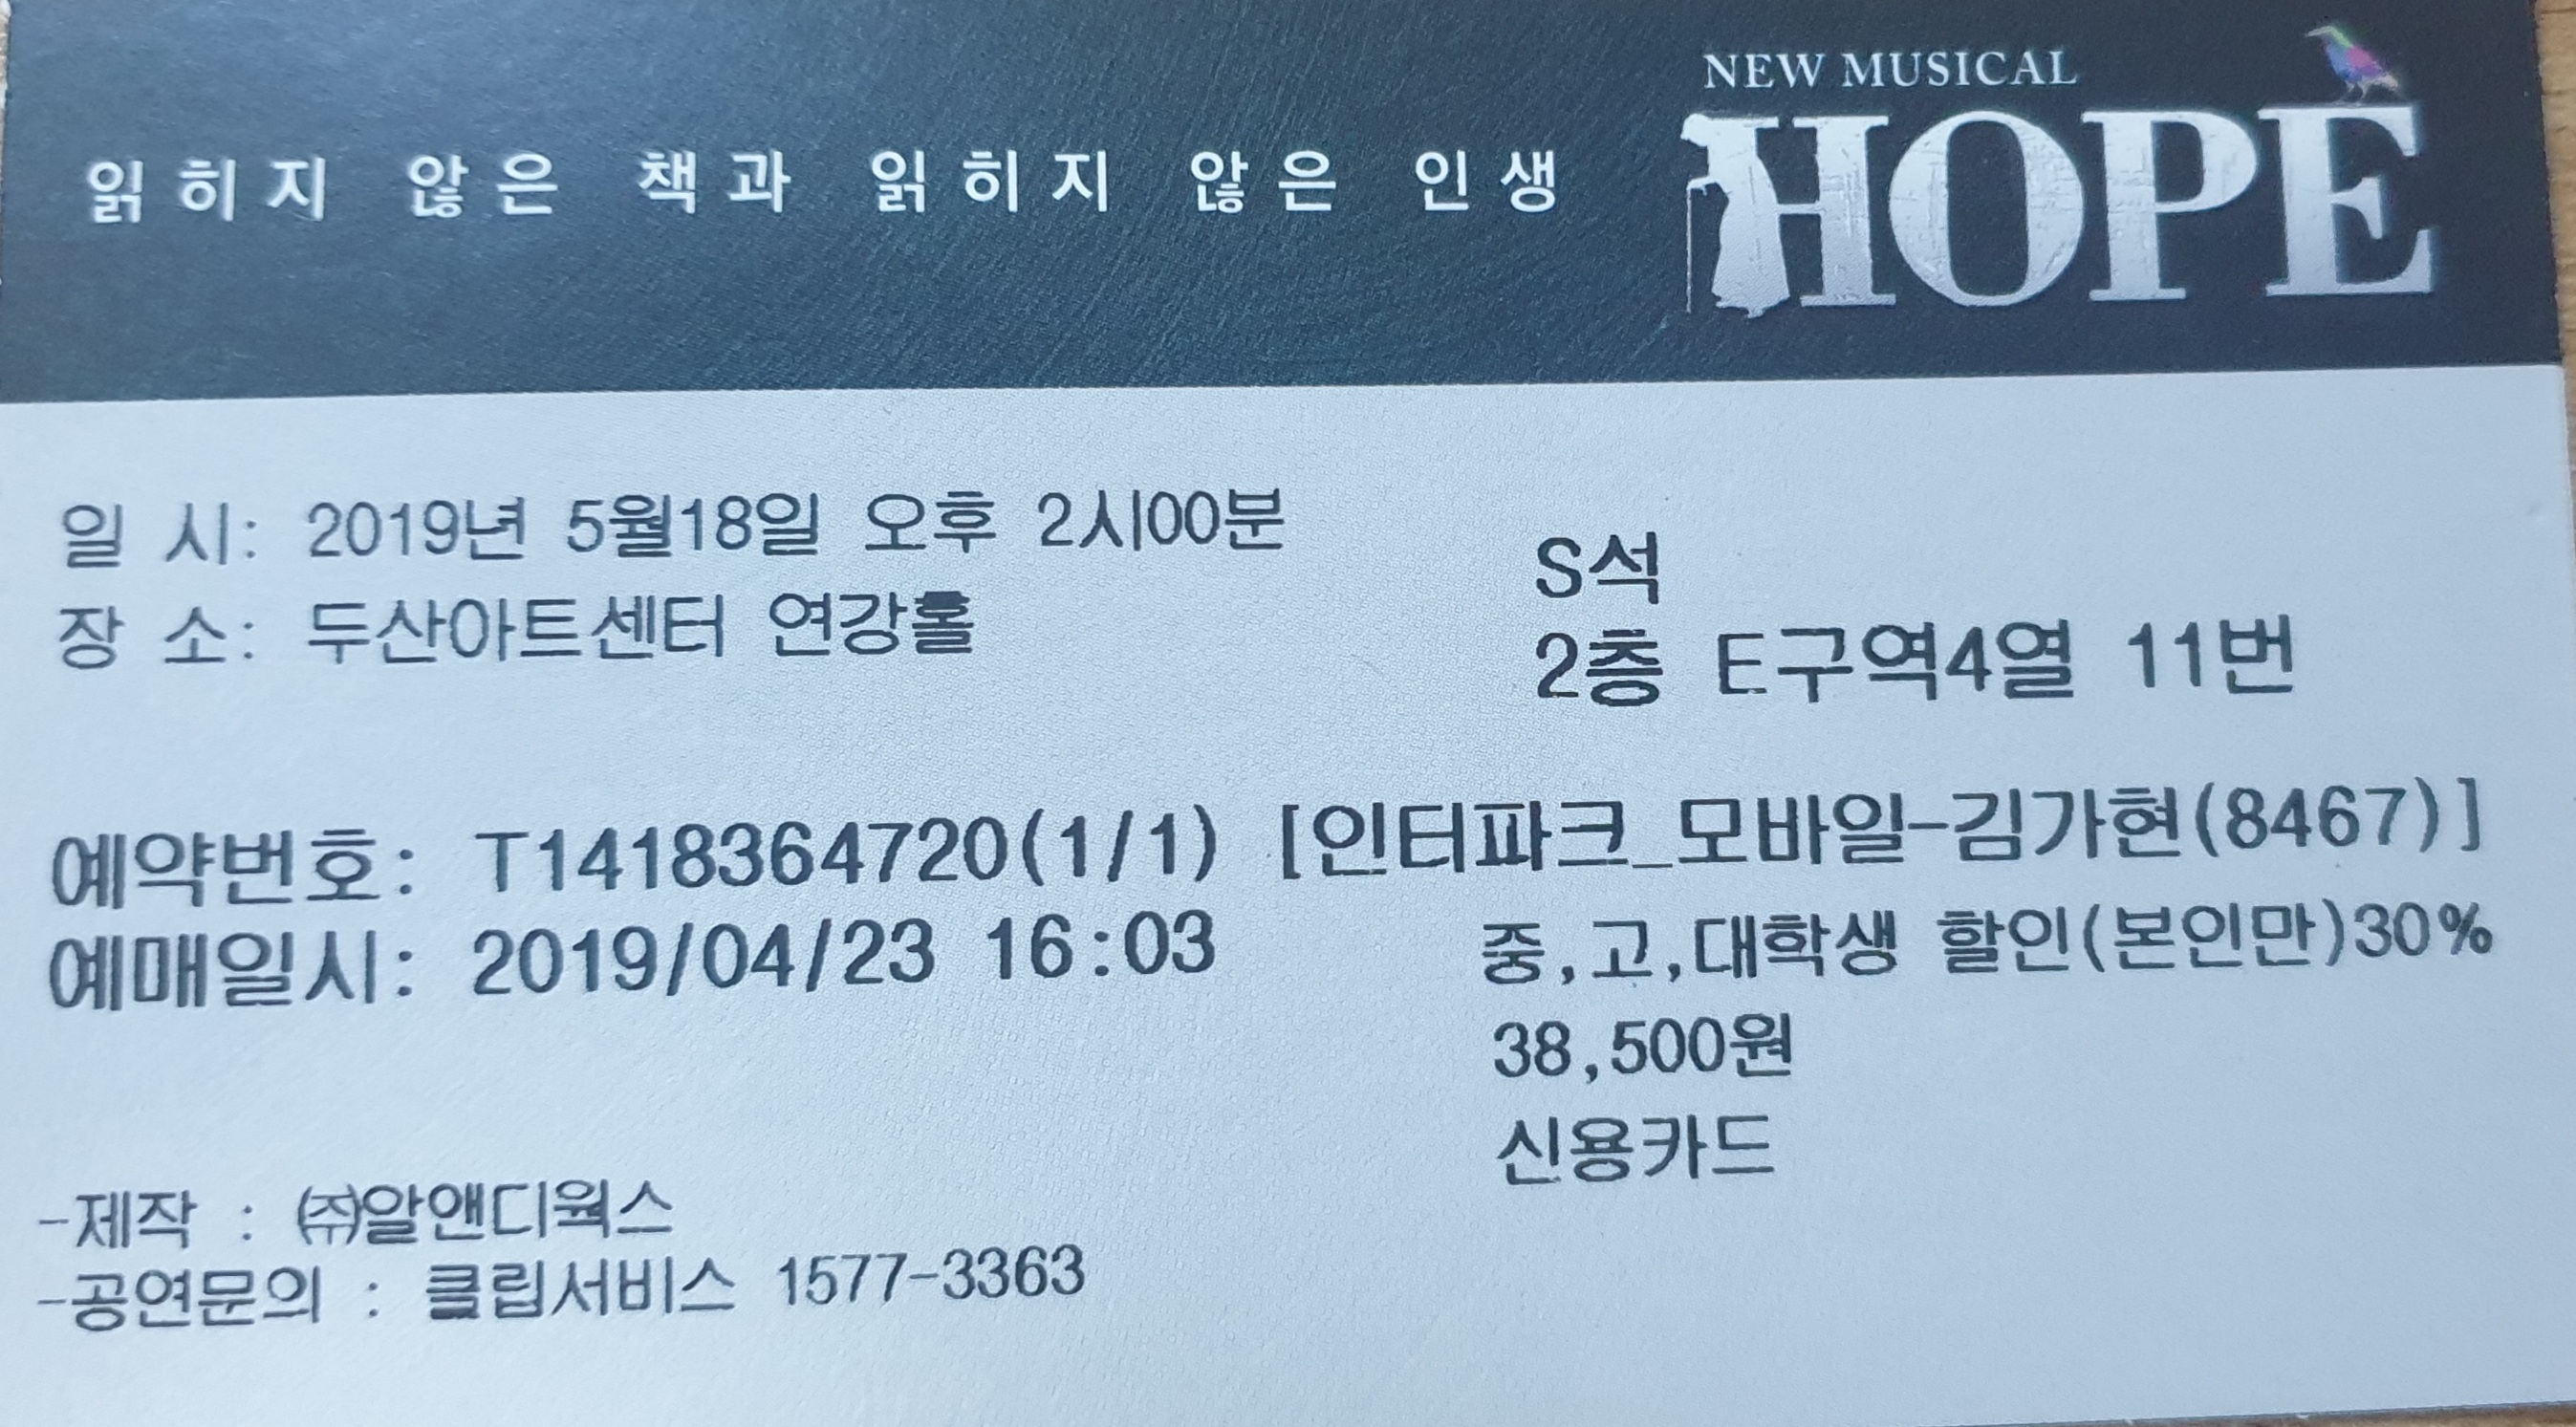 NEW MUSICAL
HOPE
읽히지 않은 책과 읽히지 않은 인생
일 시: 2019년 5월18일 오후 2시00분
장 소: 두산아트센터 연강홀
S석
2층 E구역4열 11번
예약번호: T1418364720(1/1) [인터파크_모바일-김가현(8467)]
예매일시: 2019/04/23 16:03
중,고,대학생 할인(본인만)30%
38,500원
신용카드
-제작 : ㈜알앤디웍스
-공연문의 : 클립서비스 1577-3363